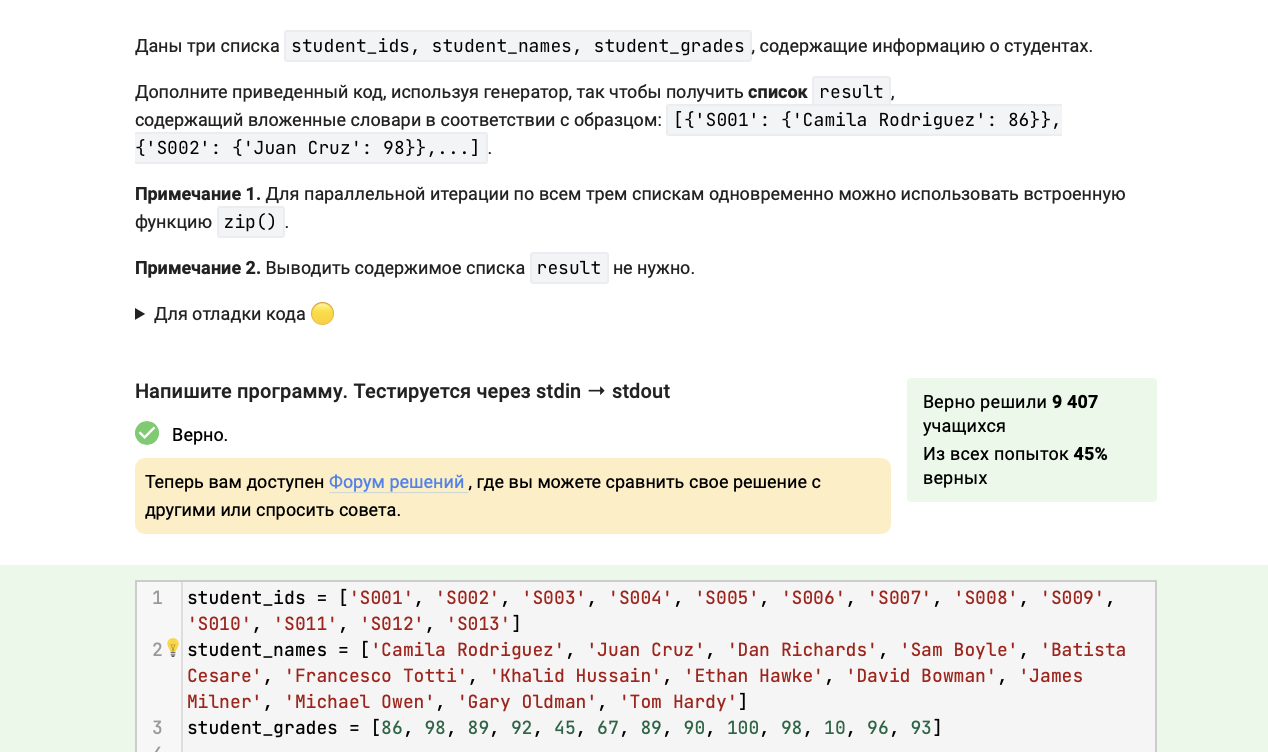 Даны три списка student_ids, student_names, student_grades, содержащие информацию о студентах.
Дополните приведенный код, используя генератор, так чтобы получить список result,
содержащий вложенные словари в соответствии с образцом: [{'S001': {'Camila Rodriguez': 86}},
{'S002': {'Juan Cruz': 98}},...].
Примечание 1. Для параллельной итерации по всем трем спискам одновременно можно использовать встроенную
функцию zip().
Примечание 2. Выводить содержимое списка result не нужно.
Для отладки кода
Напишите программу. Тестируется через stdin → stdout
Верно.
Теперь вам доступен Форум решений, где вы можете сравнить свое решение с
другими или спросить совета.
Верно решили 9 407
учащихся
Из всех попыток 45%
верных
1 student_ids = ['S001', 'S002', 'S003', 'S004', 'S005', 'S006', 'S007', 'S008', 'S009',
'S010', 'S011', 'S012', 'S013']
2 student_names = ['Camila Rodriguez', 'Juan Cruz', 'Dan Richards', 'Sam Boyle', 'Batista
Cesare', 'Francesco Totti', 'Khalid Hussain', 'Ethan Hawke', 'David Bowman', 'James
Milner', 'Michael Owen', 'Gary Oldman', 'Tom Hardy']
3 student_grades = [86, 98, 89, 92, 45, 67, 89, 90, 100, 98, 10, 96, 93]